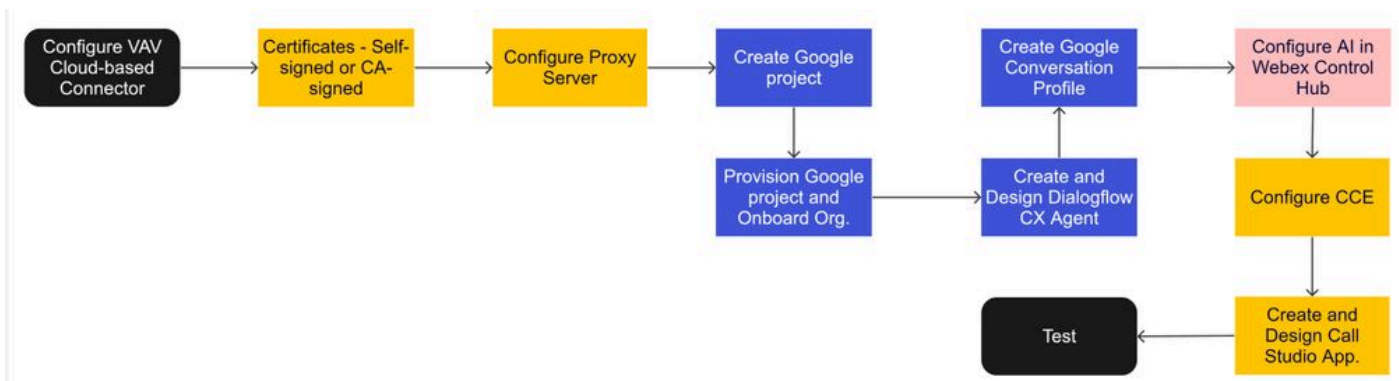 Configure VAV
Cloud-based
Connector
Certificates - Self-
signed or CA-
signed
Configure Proxy
Server
Create Google
project
Provision Google
project and
Onboard Org.
Create and
Design Dialogflow
CX Agent
Create Google
Conversation
Profile
Configure AI in
Webex Control
Hub
Configure CCE
Create and
Design Call
Studio App.
Test